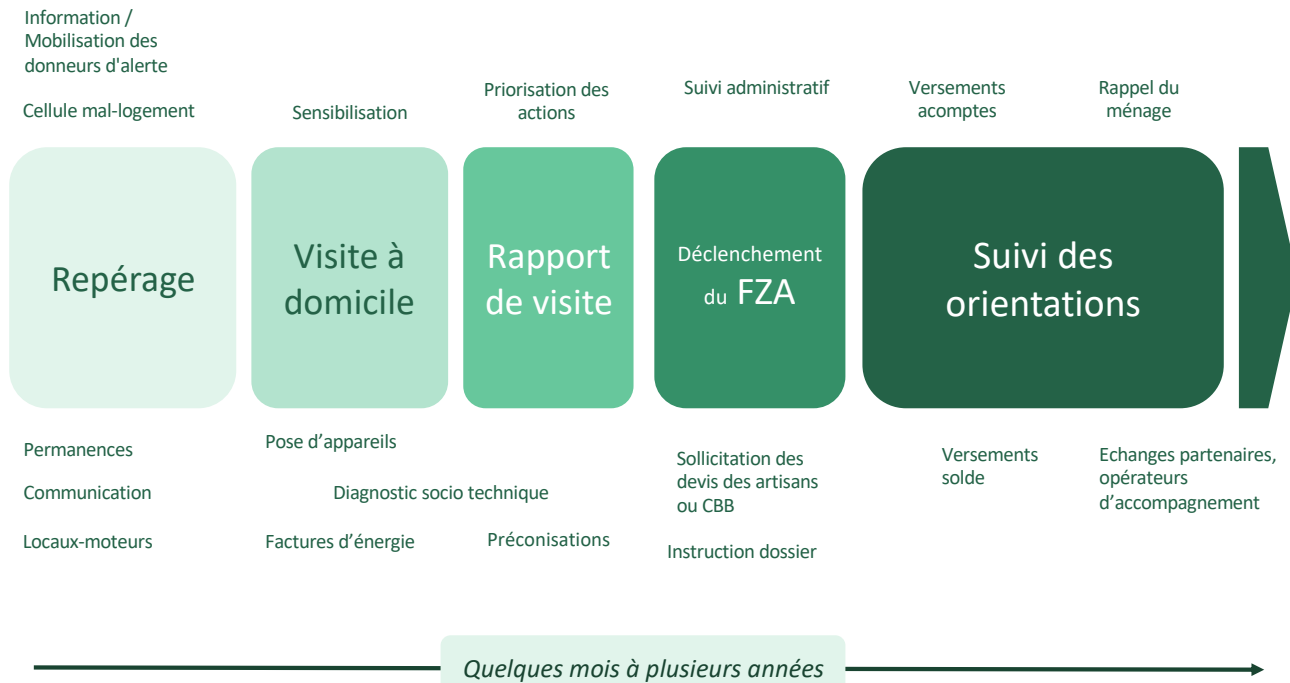 Information /
Mobilisation des
donneurs d'alerte
Cellule mal-logement
Sensibilisation
Priorisation des
actions
Suivi administratif
Versements
acomptes
Rappel du
ménage
Repérage
Visite à
domicile
Rapport
de visite
Déclenchement
du FZA
Suivi des
orientations
Permanences
Communication
Locaux-moteurs
Pose d’appareils
Diagnostic socio technique
Factures d’énergie
Préconisations
Sollicitation des
devis des artisans
ou CBB
Instruction dossier
Versements
solde
Echanges partenaires,
opérateurs
d’accompagnement
Quelques mois à plusieurs années